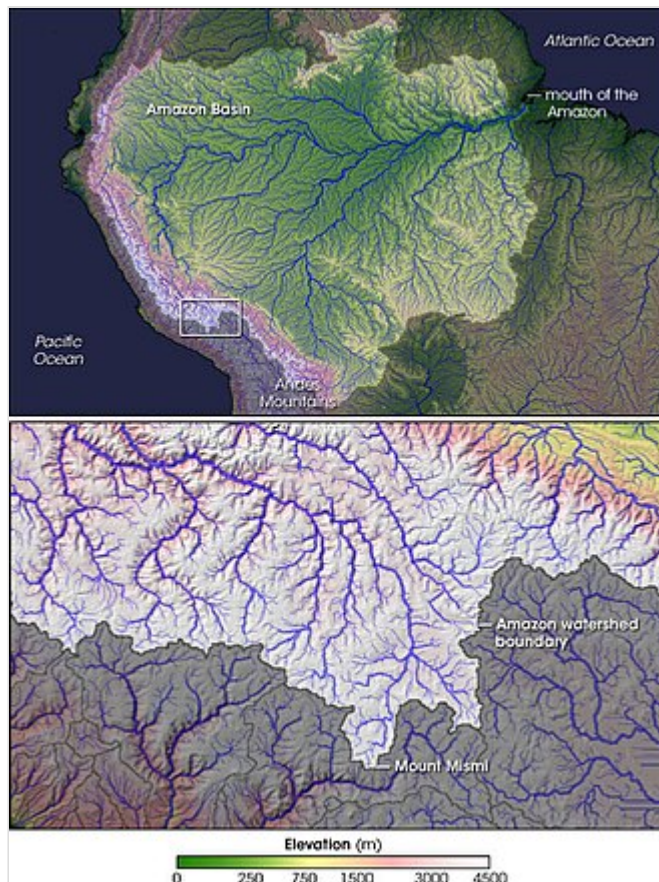 Atlantic Ocean
Amazon Basin
mouth of the
Amazon
Pacific
Ocean
Andes
Mountains
Amazon watershed
boundary
Mount Mismi
Elevation (m)
0 250 750 1500 3000 4500